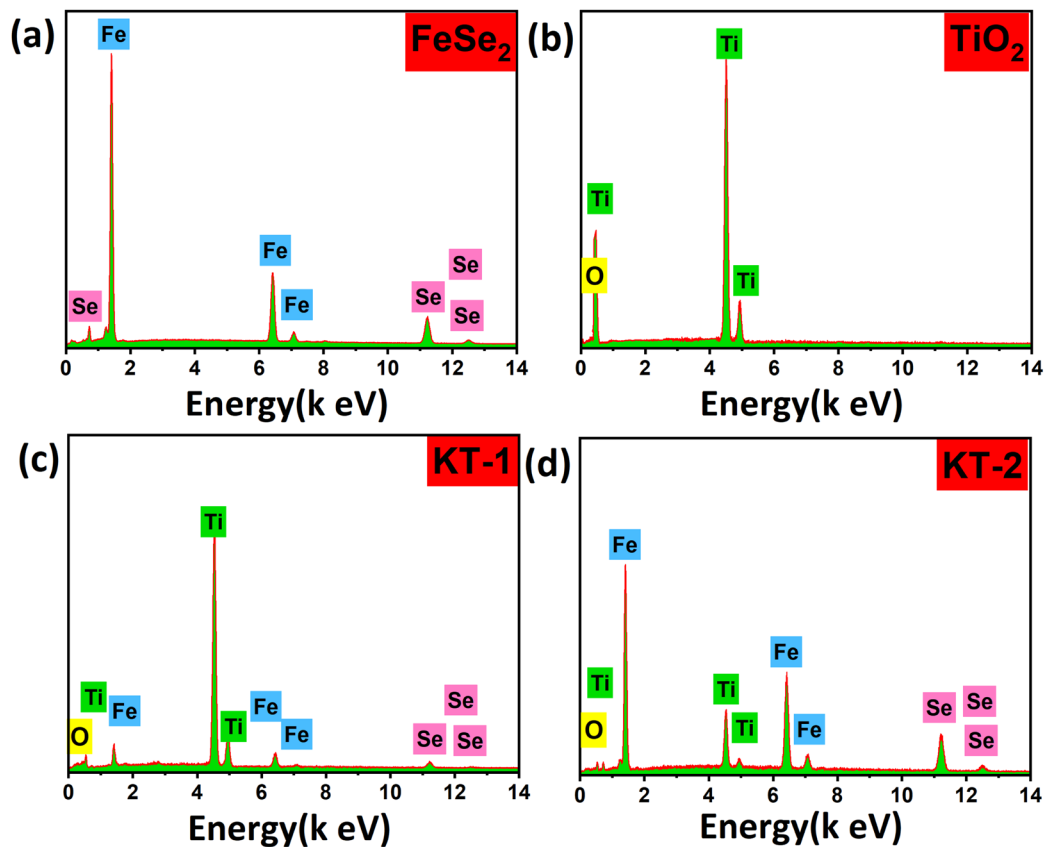 (a)
FeSe₂
Fe
Fe
Se
Se
Fe
Se
Se
0 2 4 6 8 10 12 14
Energy(k eV)
(b)
TiO₂
Ti
Ti
O
Ti
0 2 4 6 8 10 12 14
Energy(k eV)
(c)
KT-1
Ti
Ti
Fe
Fe
Se
O
Ti
Fe
Se
Se
0 2 4 6 8 10 12 14
Energy(k eV)
(d)
KT-2
Fe
Fe
Ti
Ti
Se
Se
O
Ti
Fe
Se
0 2 4 6 8 10 12 14
Energy(k eV)